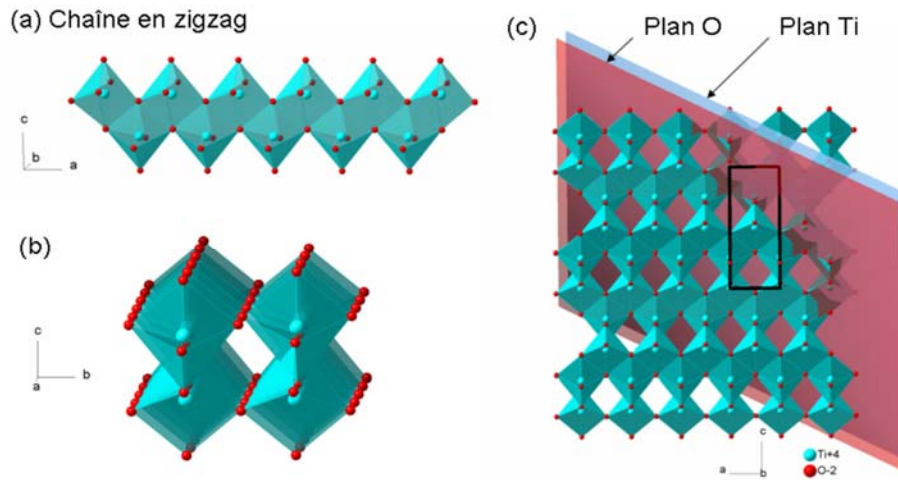 (a) Chaîne en zigzag
c
b
a
(b)
c
a
b
(c)
Plan O
Plan Ti
c
a
b
Ti+4
O-2